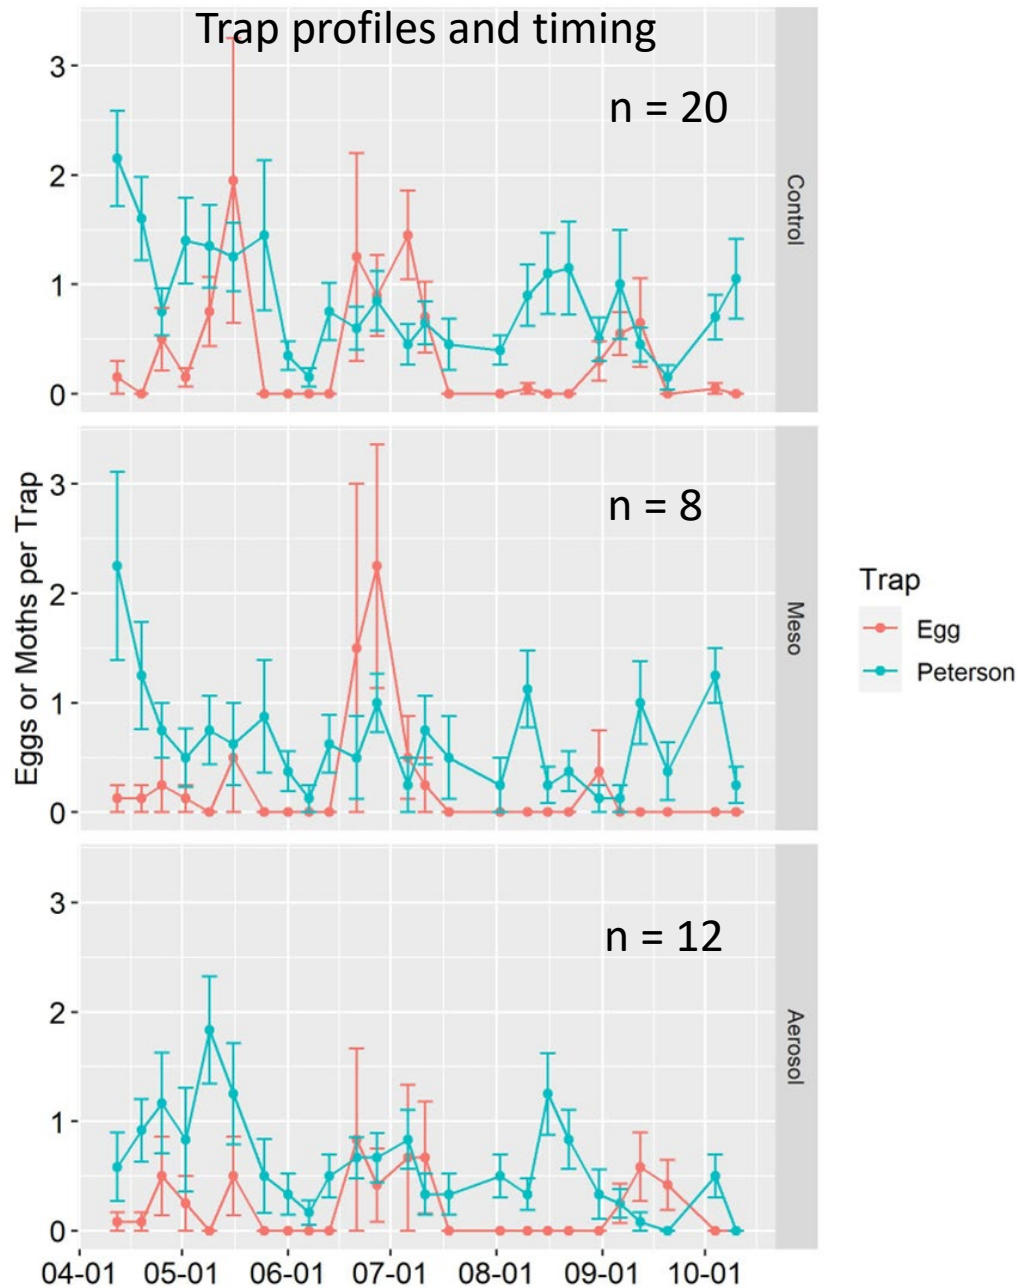 Trap profiles and timing
3
n = 20
2
1
0
Control
3
n = 8
2
1
0
Meso
Eggs or Moths per Trap
3
n = 12
2
1
0
Aerosol
04-01 05-01 06-01 07-01 08-01 09-01 10-01
Trap
Egg
Peterson